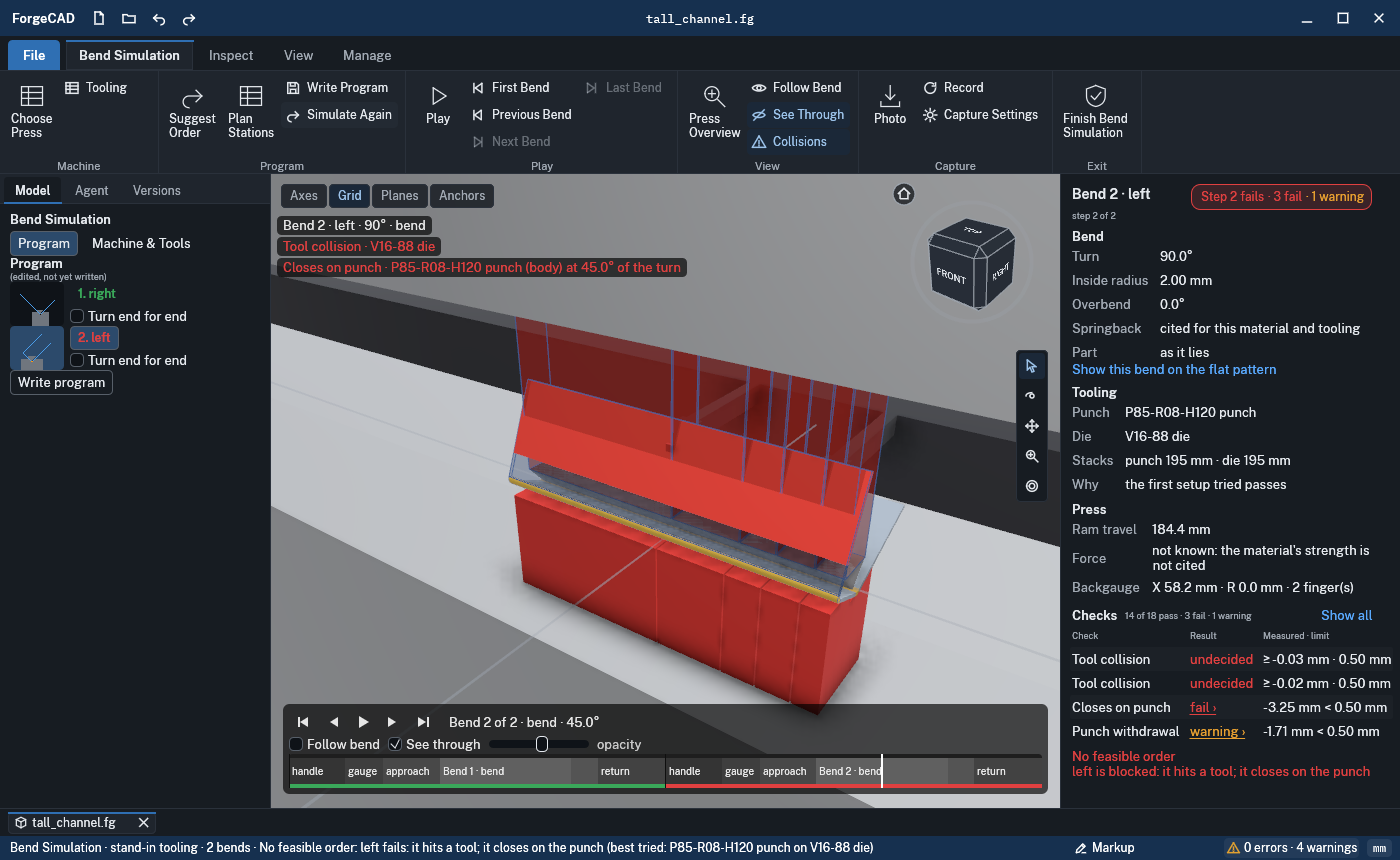 ForgeCAD
tall_channel.fg
File
Bend Simulation
Inspect
View
Manage
Choose Press
Tooling
Machine
Suggest Order
Plan Stations
Write Program
Simulate Again
Program
Play
First Bend
Previous Bend
Next Bend
Last Bend
Play
Press Overview
Follow Bend
See Through
Collisions
View
Photo
Record
Capture Settings
Capture
Finish Bend Simulation
Exit
Model
Agent
Versions
Bend Simulation
Program
Machine & Tools
Program
(edited, not yet written)
1. right
Turn end for end
2. left
Turn end for end
Write program
Axes
Grid
Planes
Anchors
Bend 2 · left · 90° · bend
Tool collision · V16-88 die
Closes on punch · P85-R08-H120 punch (body) at 45.0° of the turn
TOP
FRONT
RIGHT
Bend 2 of 2 · bend · 45.0°
Follow bend
See through
opacity
handle
gauge
approach
Bend 1 · bend
return
handle
gauge
approach
Bend 2 · bend
return
Bend 2 · left
Step 2 fails · 3 fail · 1 warning
step 2 of 2
Bend
Turn 90.0°
Inside radius 2.00 mm
Overbend 0.0°
Springback cited for this material and tooling
Part as it lies
Show this bend on the flat pattern
Tooling
Punch P85-R08-H120 punch
Die V16-88 die
Stacks punch 195 mm · die 195 mm
Why the first setup tried passes
Press
Ram travel 184.4 mm
Force not known: the material's strength is
not cited
Backgauge X 58.2 mm · R 0.0 mm · 2 finger(s)
Checks 14 of 18 pass · 3 fail · 1 warning Show all
Check Result Measured · limit
Tool collision undecided ≥ -0.03 mm · 0.50 mm
Tool collision undecided ≥ -0.02 mm · 0.50 mm
Closes on punch fail › -3.25 mm < 0.50 mm
Punch withdrawal warning › -1.71 mm < 0.50 mm
No feasible order
left is blocked: it hits a tool; it closes on the punch
tall_channel.fg
Bend Simulation · stand-in tooling · 2 bends · No feasible order: left fails: it hits a tool; it closes on the punch (best tried: P85-R08-H120 punch on V16-88 die)
Markup
0 errors · 4 warnings
mm